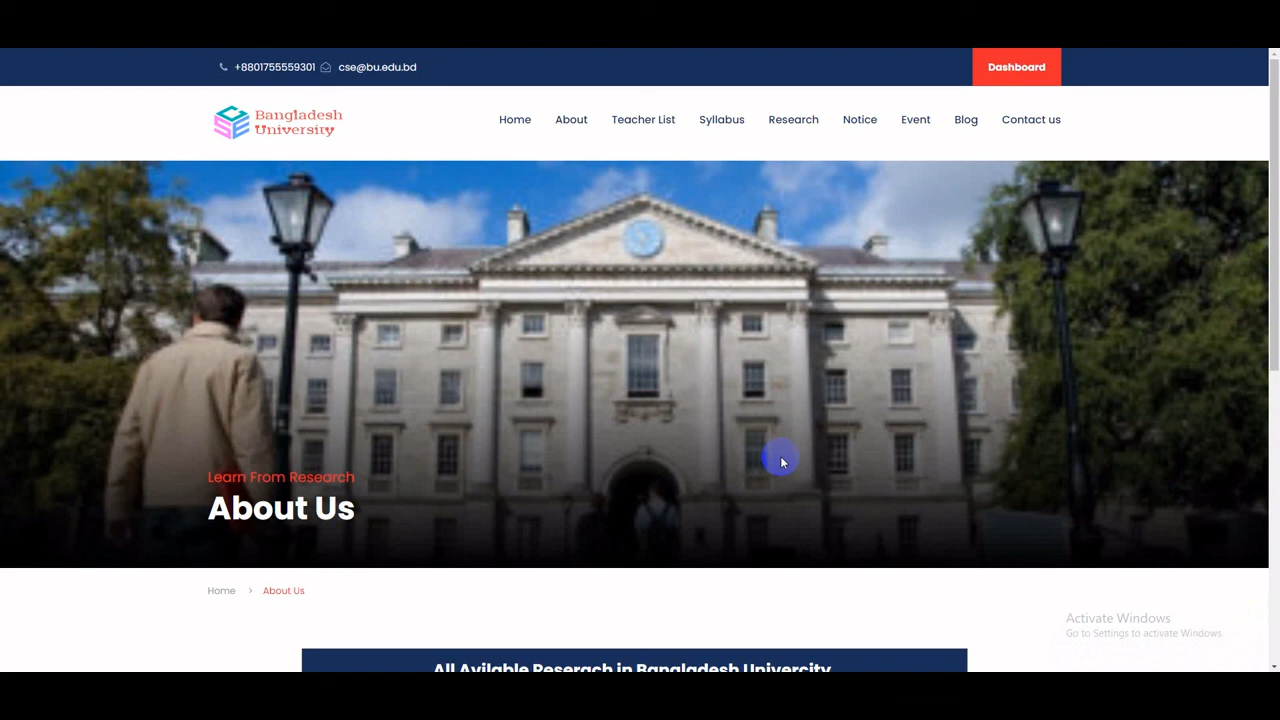 +8801755559301 cse@bu.edu.bd Dashboard
Bangladesh
University
Home About Teacher List Syllabus Research Notice Event Blog Contact us
Learn From Research
About Us
Home > About Us
Activate Windows
Go to Settings to activate Windows.
All Avilable Reserach in Bangladesh Univercity